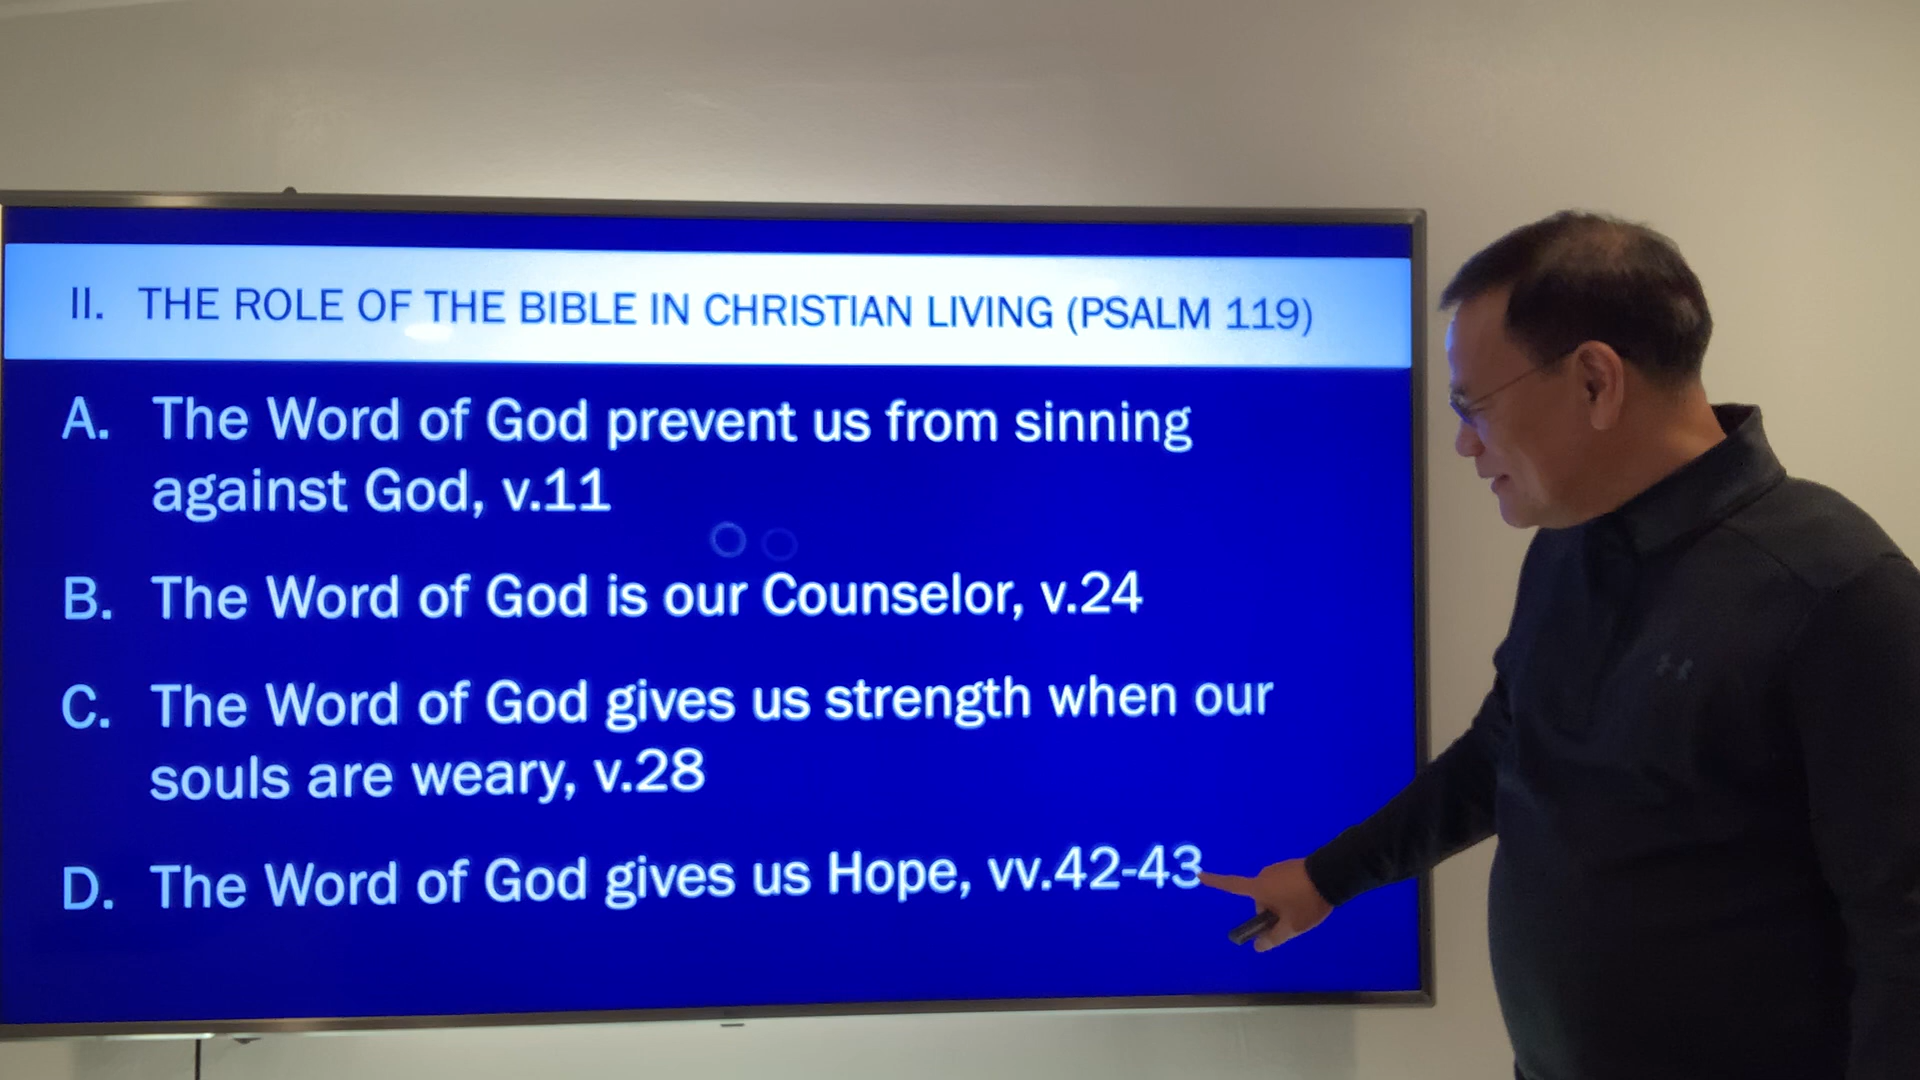 II. THE ROLE OF THE BIBLE IN CHRISTIAN LIVING (PSALM 119)
A. The Word of God prevent us from sinning
against God, v.11
B. The Word of God is our Counselor, v.24
C. The Word of God gives us strength when our
souls are weary, v.28
D. The Word of God gives us Hope, vv.42-43